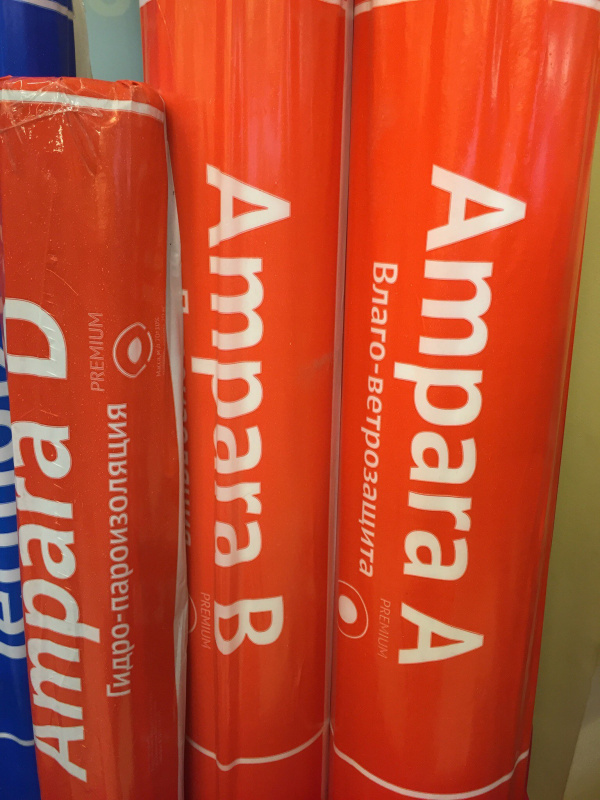 Ampara D
Гидро-пароизоляция
PREMIUM
Ampara B
PREMIUM
Ampara A
Влаго-ветрозащита
PREMIUM